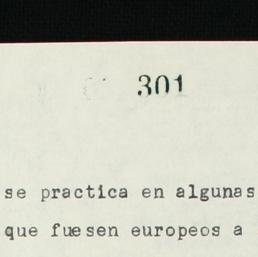 301
se practica en algunas
que fuesen europeos a